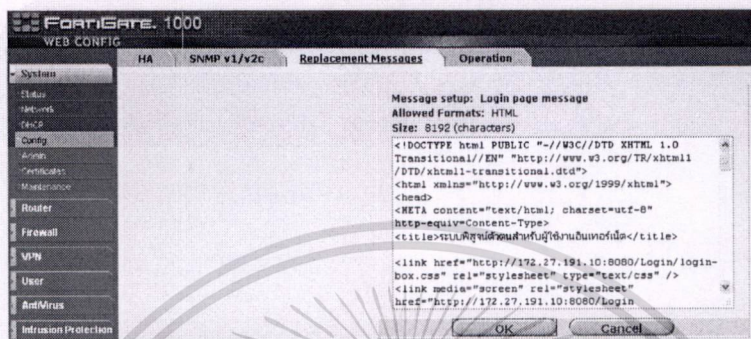 FORTIGATE. 1000
WEB CONFIG
HA
SNMP v1/v2c
Replacement Messages
Operation
System
Status
Network
DHCP
Config
Admin
Certificates
Maintenance
Router
Firewall
VPN
User
AntiVirus
Intrusion Protection
Message setup: Login page message
Allowed Formats: HTML
Size: 8192 (characters)
<!DOCTYPE html PUBLIC "-//W3C//DTD XHTML 1.0
Transitional//EN" "http://www.w3.org/TR/xhtml1
/DTD/xhtml1-transitional.dtd">
<html xmlns="http://www.w3.org/1999/xhtml">
<head>
<META content="text/html; charset=utf-8"
http-equiv=Content-Type>
<title>ระบบพิสูจน์ตัวตนสำหรับผู้ใช้งานอินเทอร์เน็ต</title>
<link href="http://172.27.191.10:8080/Login/login-
box.css" rel="stylesheet" type="text/css" />
<link media="screen" rel="stylesheet"
href="http://172.27.191.10:8080/Login
OK
Cancel